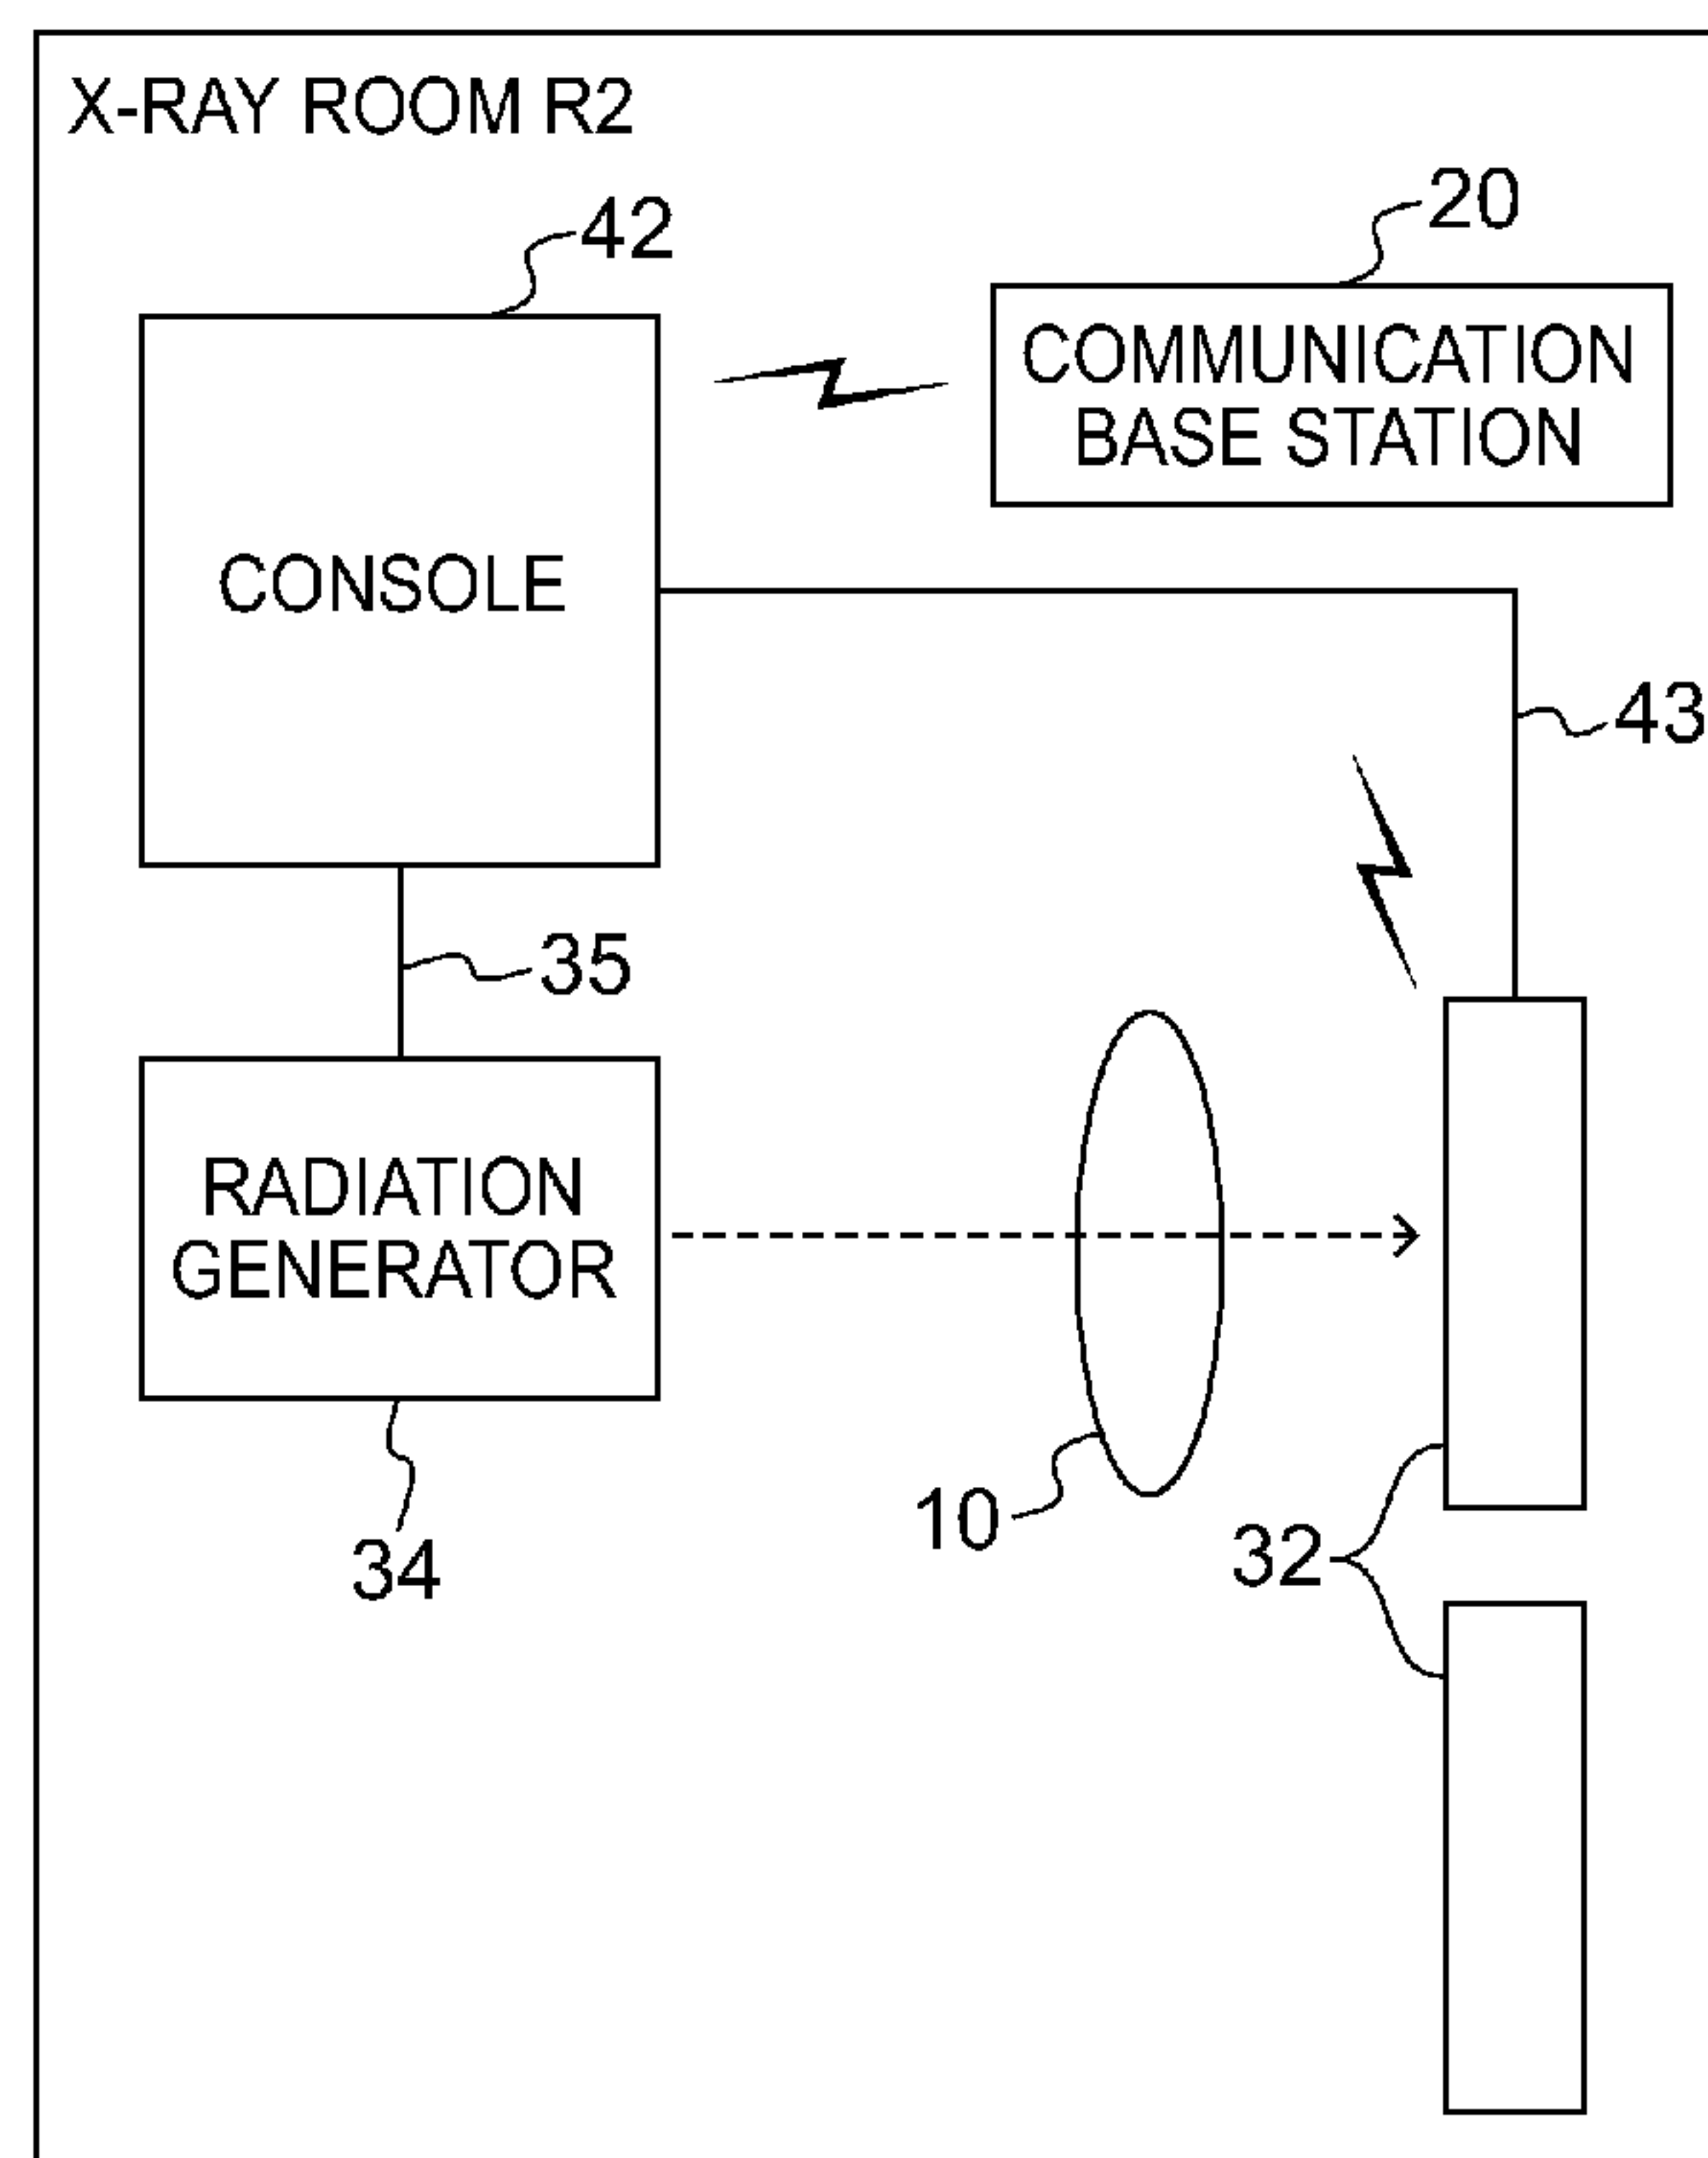 X-RAY ROOM R2
42
20
COMMUNICATION
BASE STATION
CONSOLE
43
35
RADIATION
GENERATOR
10
32
34